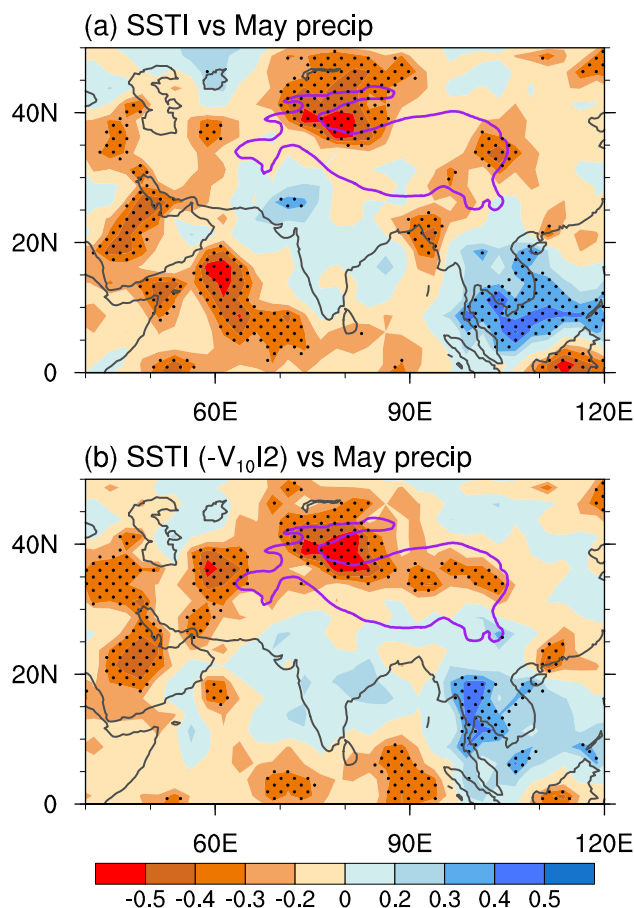 (a) SSTI vs May precip
40N
20N
0
60E 90E 120E
(b) SSTI (-V₁₀I2) vs May precip
40N
20N
0
60E 90E 120E
-0.5 -0.4 -0.3 -0.2 0 0.2 0.3 0.4 0.5